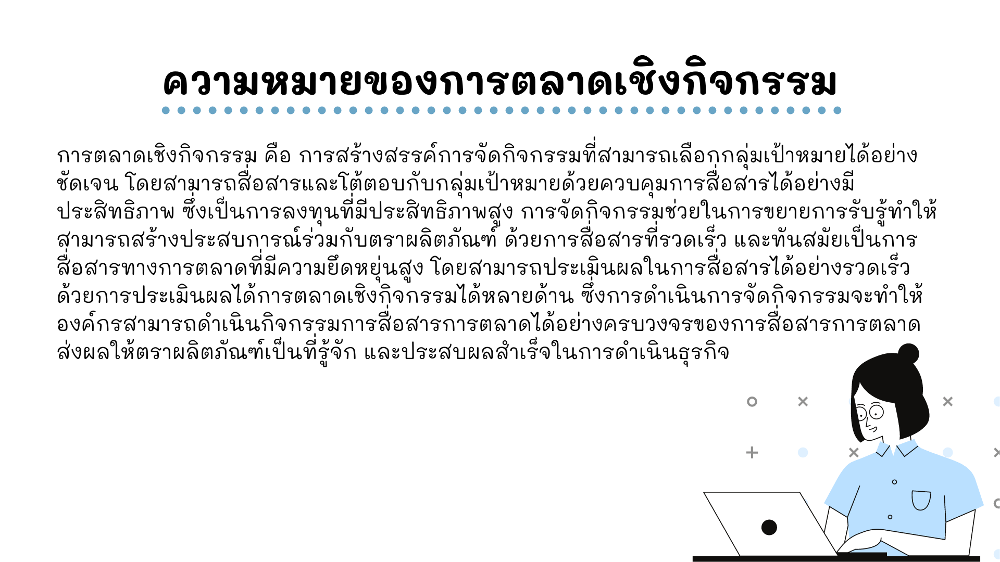 ความหมายของการตลาดเชิงกิจกรรม
การตลาดเชิงกิจกรรม คือ การสร้างสรรค์การจัดกิจกรรมที่สามารถเลือกกลุ่มเป้าหมายได้อย่าง
ชัดเจน โดยสามารถสื่อสารและโต้ตอบกับกลุ่มเป้าหมายด้วยควบคุมการสื่อสารได้อย่างมี
ประสิทธิภาพ ซึ่งเป็นการลงทุนที่มีประสิทธิภาพสูง การจัดกิจกรรมช่วยในการขยายการรับรู้ทำให้
สามารถสร้างประสบการณ์ร่วมกับตราผลิตภัณฑ์ ด้วยการสื่อสารที่รวดเร็ว และทันสมัยเป็นการ
สื่อสารทางการตลาดที่มีความยึดหยุ่นสูง โดยสามารถประเมินผลในการสื่อสารได้อย่างรวดเร็ว
ด้วยการประเมินผลได้การตลาดเชิงกิจกรรมได้หลายด้าน ซึ่งการดำเนินการจัดกิจกรรมจะทำให้
องค์กรสามารถดำเนินกิจกรรมการสื่อสารการตลาดได้อย่างครบวงจรของการสื่อสารการตลาด
ส่งผลให้ตราผลิตภัณฑ์เป็นที่รู้จัก และประสบผลสำเร็จในการดำเนินธุรกิจ